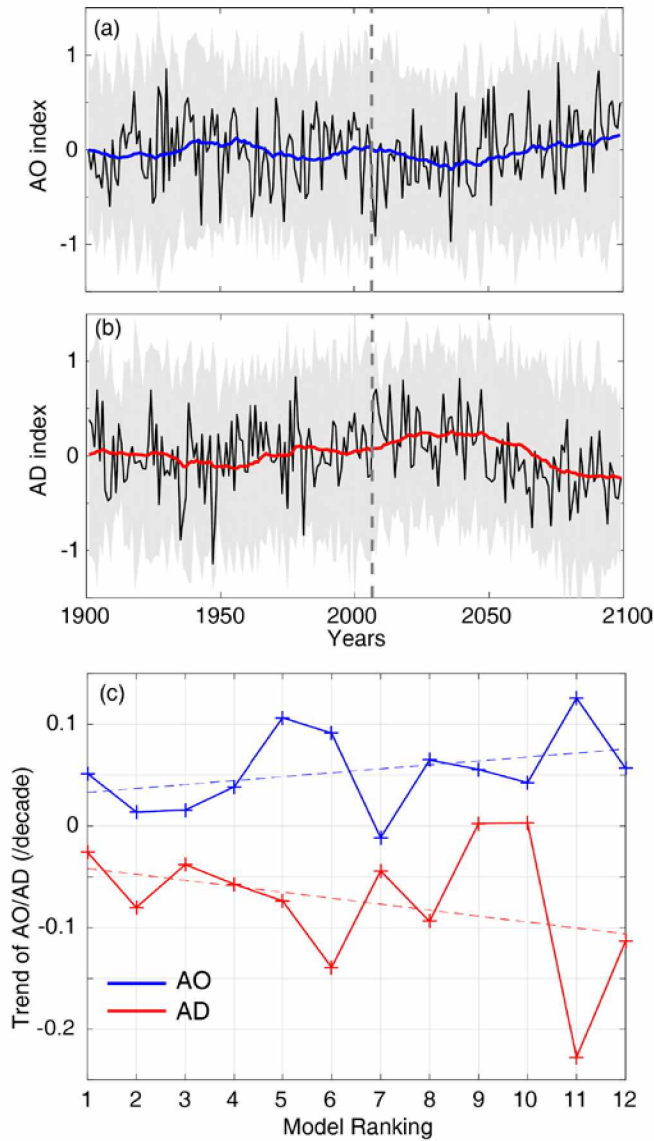 (a)
1
0
-1
AO index
(b)
1
0
-1
AD index
1900 1950 2000 2050 2100
Years
(c)
0.1
0
-0.1
-0.2
Trend of AO/AD (/decade)
AO
AD
1 2 3 4 5 6 7 8 9 10 11 12
Model Ranking